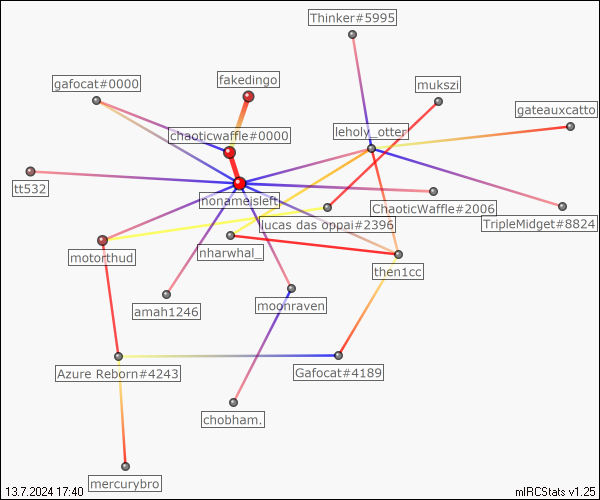 Thinker#5995
fakedingo
gafocat#0000
mukszi
gateauxcatto
chaoticwaffle#0000
leholy_otter
tt532
nonameisleft
ChaoticWaffle#2006
lucas das oppai#2396
TripleMidget#8824
motorthud
nharwhal_
then1cc
amah1246
moonraven
Azure Reborn#4243
Gafocat#4189
chobham.
mercurybro
13.7.2024 17:40
mIRCStats v1.25